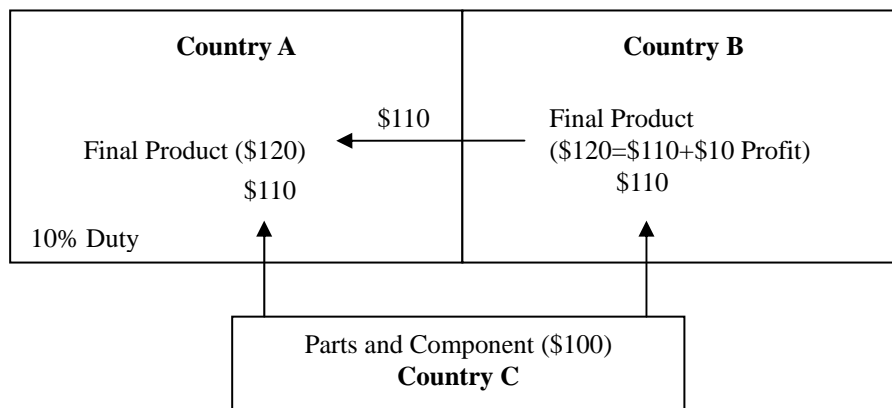 Country A
Final Product ($120)
$110
10% Duty
$110
Country B
Final Product
($120=$110+$10 Profit)
$110
Parts and Component ($100)
Country C